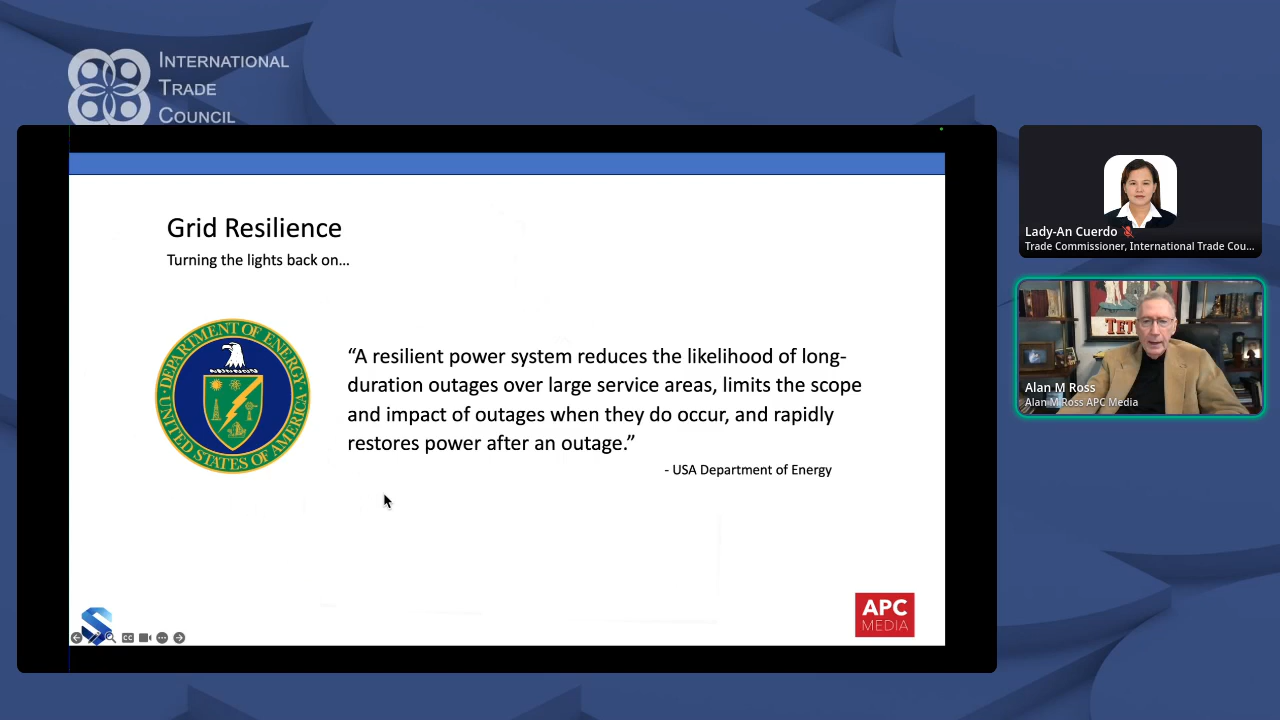 INTERNATIONAL
TRADE
COUNCIL
Grid Resilience
Turning the lights back on...
DEPARTMENT OF ENERGY
UNITED STATES OF AMERICA
“A resilient power system reduces the likelihood of long-
duration outages over large service areas, limits the scope
and impact of outages when they do occur, and rapidly
restores power after an outage.”
- USA Department of Energy
CC
APC
MEDIA
Lady-An Cuerdo
Trade Commissioner, International Trade Cou...
Alan M Ross
Alan M Ross APC Media